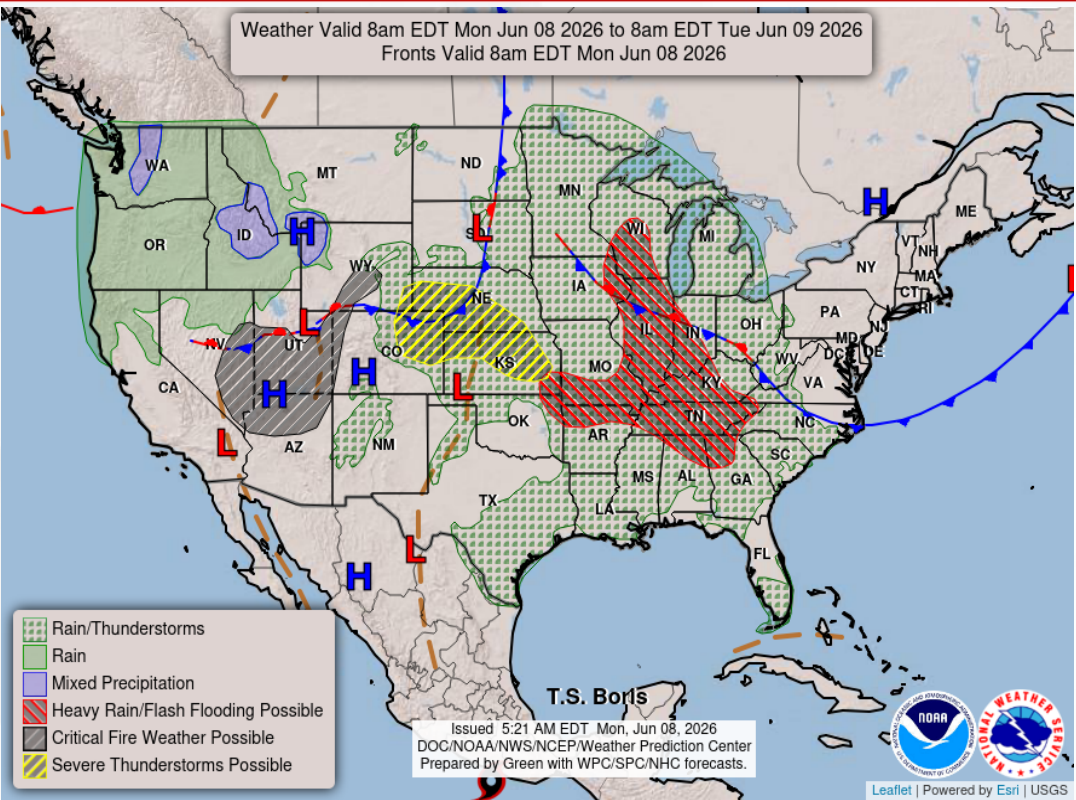 Weather Valid 8am EDT Mon Jun 08 2026 to 8am EDT Tue Jun 09 2026
Fronts Valid 8am EDT Mon Jun 08 2026
WA
MT
ND
MN
ME
H
OR
ID
H
SD
L
WI
MI
VT
NH
NY
MA
CT
RI
WY
NE
IA
PA
NJ
L
NV
UT
IL
IN
OH
MD
DC
DE
CO
KS
MO
WV
CA
H
H
L
KY
VA
L
AZ
NM
OK
AR
TN
NC
SC
TX
MS
AL
GA
LA
L
FL
H
Rain/Thunderstorms
Rain
Mixed Precipitation
Heavy Rain/Flash Flooding Possible
Critical Fire Weather Possible
Severe Thunderstorms Possible
T.S. Boris
Issued 5:21 AM EDT Mon, Jun 08, 2026
DOC/NOAA/NWS/NCEP/Weather Prediction Center
Prepared by Green with WPC/SPC/NHC forecasts.
NOAA
NATIONAL WEATHER SERVICE
Leaflet | Powered by Esri | USGS